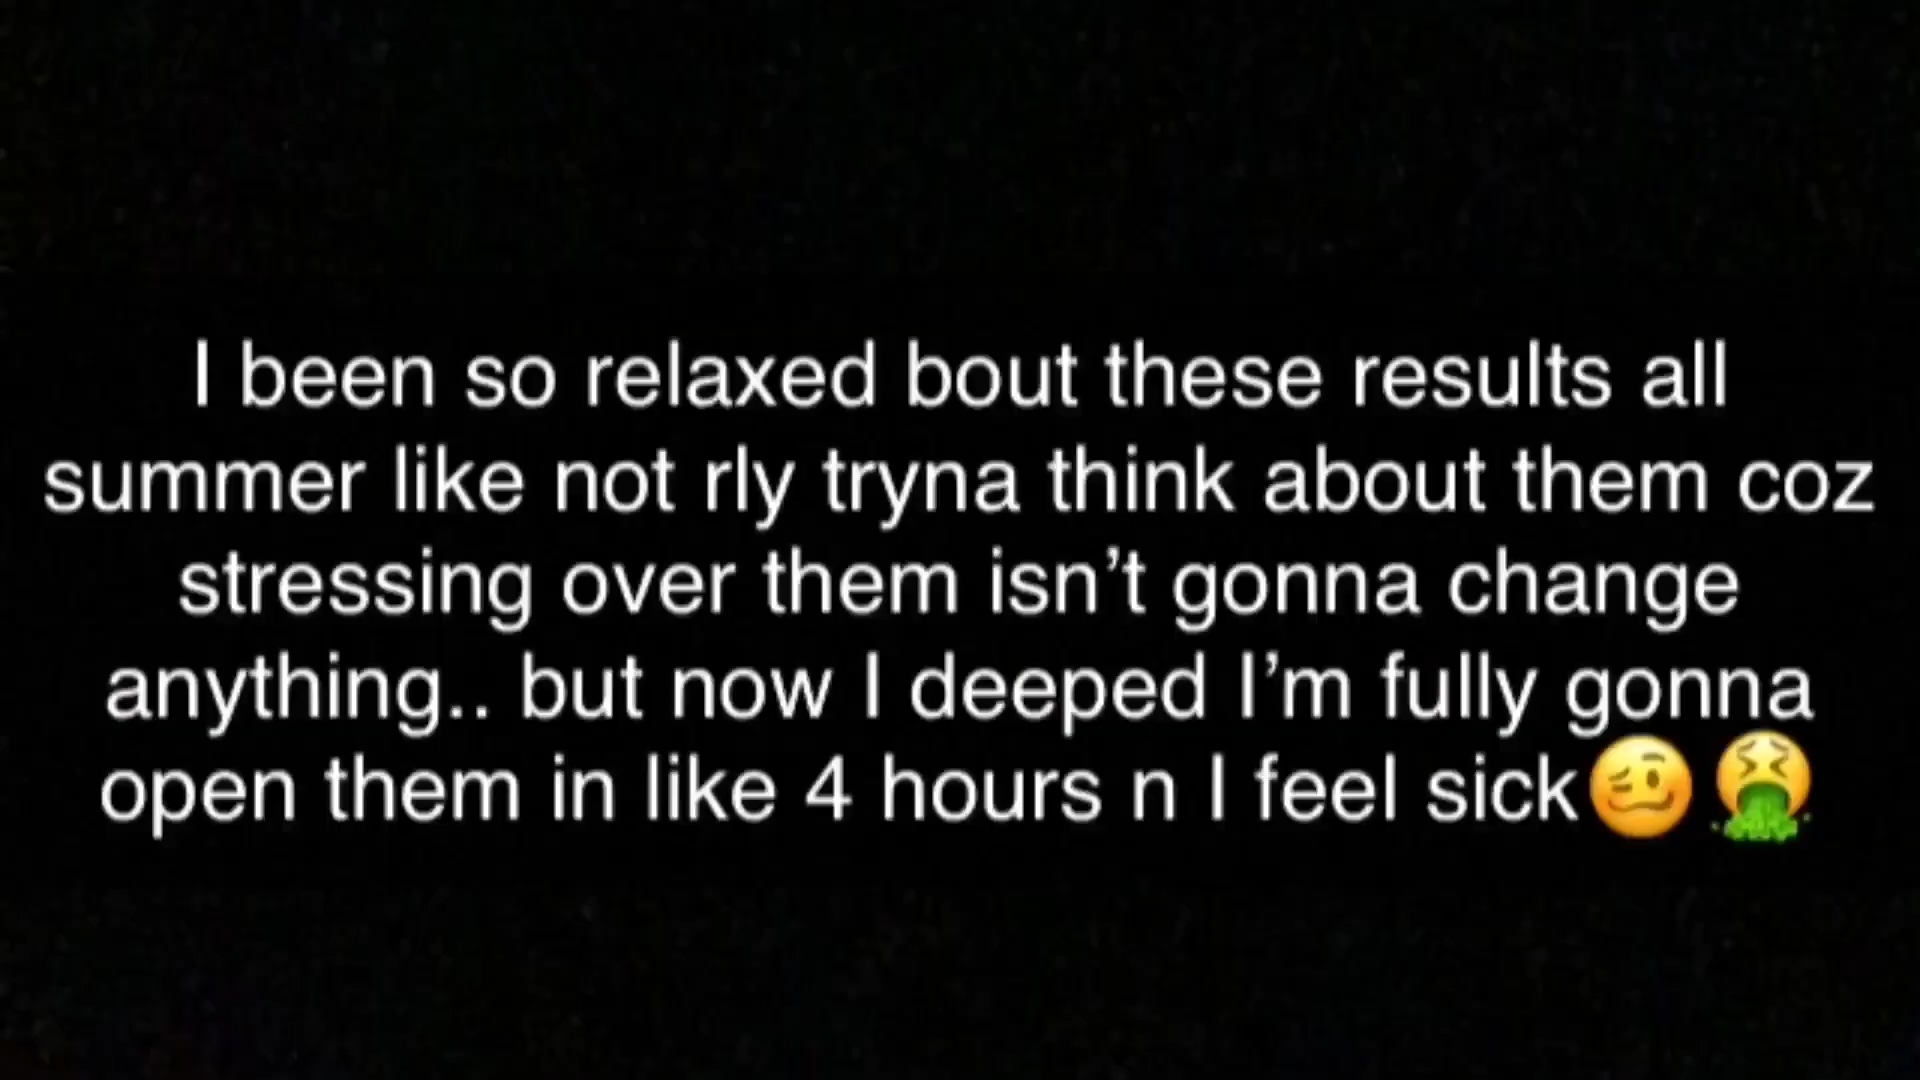 I been so relaxed bout these results all
summer like not rly tryna think about them coz
stressing over them isn’t gonna change
anything.. but now I deeped I’m fully gonna
open them in like 4 hours n I feel sick🥴🤮